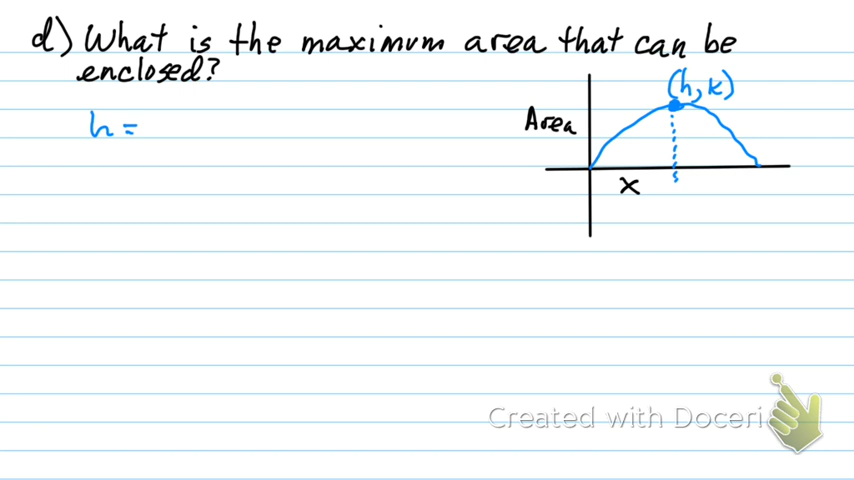 d) What is the maximum area that can be
enclosed?
(h, k)
h =
Area
x
Created with Doceri